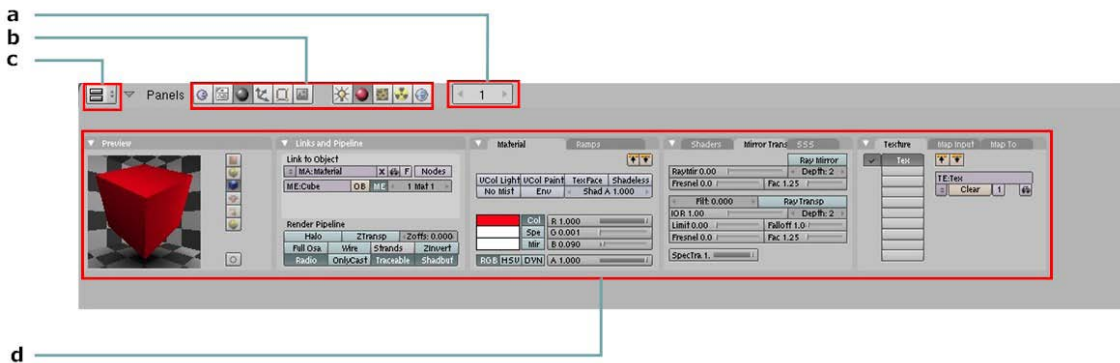 a
b
c
Panels
1
Preview
Links and Pipeline
Link to Object
MA:Material X F Nodes
ME:Cube OB ME 1 Mat 1
Render Pipeline
Halo ZTransp Zoffs: 0.000
Full Osa Wire Strands Zinvert
Radio OnlyCast Traceable Shadbuf
Material Ramps
VCol Light VCol Paint TexFace Shadeless
No Mist Env Shad A 1.000
Col R 1.000
Spe G 0.001
Mir B 0.090
RGB HSV DYN A 1.000
Shaders Mirror Trans SSS
Ray Mirror
RayMir 0.00 Depth: 2
Fresnel 0.0 Fac 1.25
Filt: 0.000 Ray Transp
IOR 1.00 Depth: 2
Limit 0.00 Falloff 1.0
Fresnel 0.0 Fac 1.25
SpecTra 1.
Texture Map Input Map To
Tex
TE:Tex
Clear 1
d